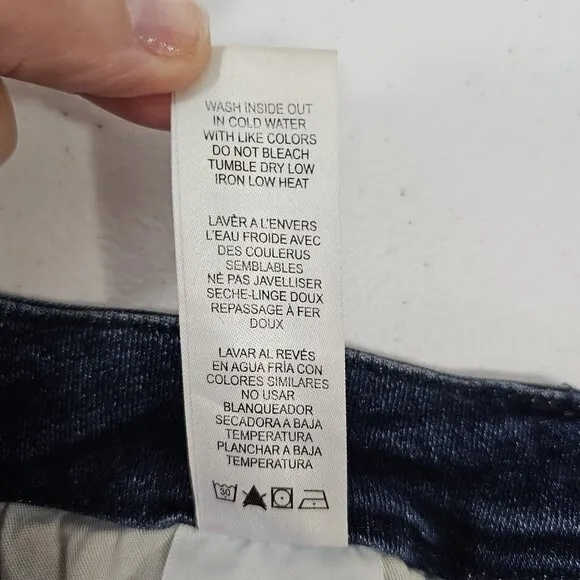 WASH INSIDE OUT
IN COLD WATER
WITH LIKE COLORS
DO NOT BLEACH
TUMBLE DRY LOW
IRON LOW HEAT
LAVÈR A L'ENVERS
L'EAU FROIDE AVEC
DES COULERUS
SEMBLABLES
NÉ PAS JAVELLISER
SECHE-LINGE DOUX
REPASSAGE À FER
DOUX
LAVAR AL REVÉS
EN AGUA FRÍA CON
COLORES SIMILARES
NO USAR
BLANQUEADOR
SECADORA A BAJA
TEMPERATURA
PLANCHAR A BAJA
TEMPERATURA
30